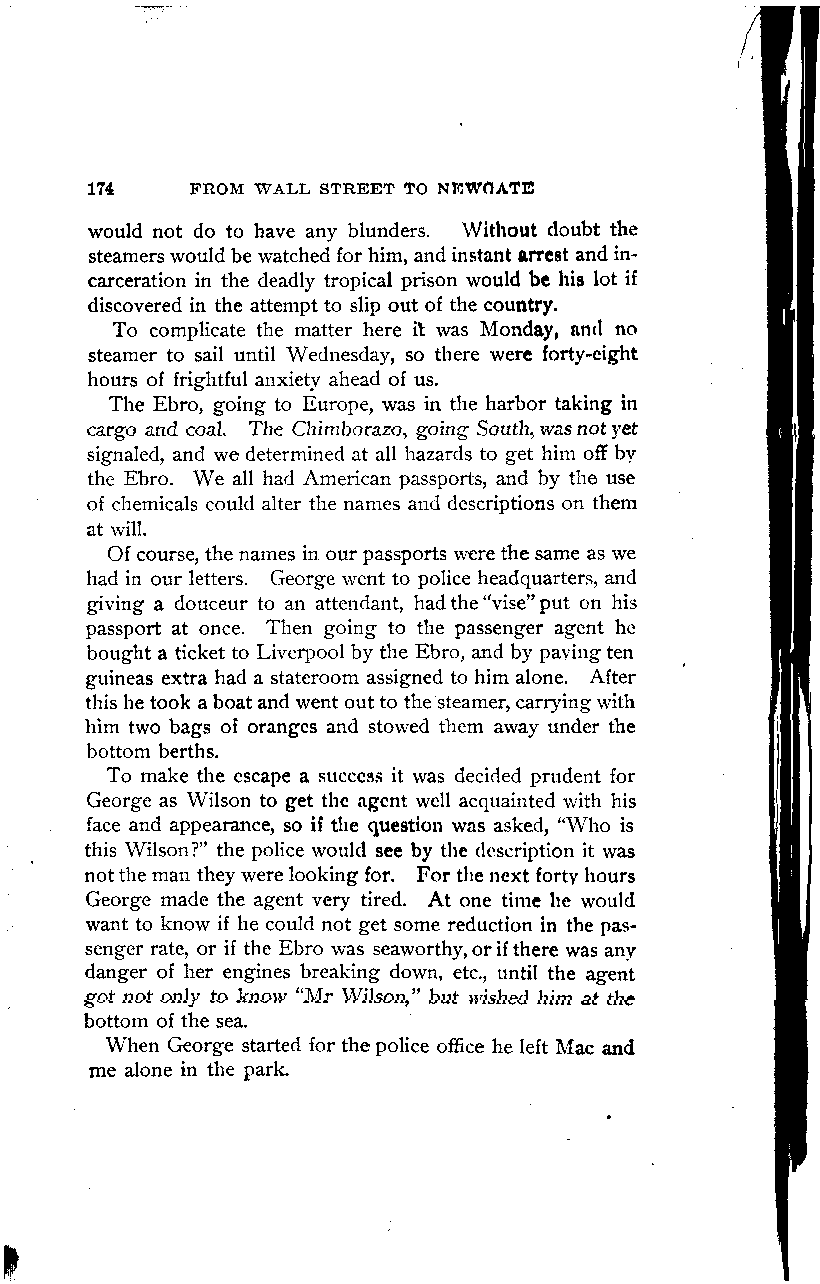 174 FROM WALL STREET TO NEWGATE
would not do to have any blunders. Without doubt the
steamers would be watched for him, and instant arrest and in-
carceration in the deadly tropical prison would be his lot if
discovered in the attempt to slip out of the country.
To complicate the matter here it was Monday, and no
steamer to sail until Wednesday, so there were forty-eight
hours of frightful anxiety ahead of us.
The Ebro, going to Europe, was in the harbor taking in
cargo and coal. The Chimborazo, going South, was not yet
signaled, and we determined at all hazards to get him off by
the Ebro. We all had American passports, and by the use
of chemicals could alter the names and descriptions on them
at will.
Of course, the names in our passports were the same as we
had in our letters. George went to police headquarters, and
giving a douceur to an attendant, had the "vise" put on his
passport at once. Then going to the passenger agent he
bought a ticket to Liverpool by the Ebro, and by paying ten
guineas extra had a stateroom assigned to him alone. After
this he took a boat and went out to the steamer, carrying with
him two bags of oranges and stowed them away under the
bottom berths.
To make the escape a success it was decided prudent for
George as Wilson to get the agent well acquainted with his
face and appearance, so if the question was asked, "Who is
this Wilson?" the police would see by the description it was
not the man they were looking for. For the next forty hours
George made the agent very tired. At one time he would
want to know if he could not get some reduction in the pas-
senger rate, or if the Ebro was seaworthy, or if there was any
danger of her engines breaking down, etc., until the agent
got not only to know "Mr Wilson," but wished him at the
bottom of the sea.
When George started for the police office he left Mac and
me alone in the park.